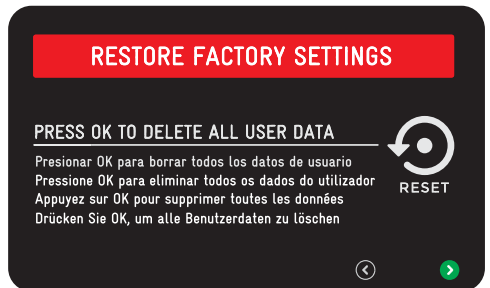 RESTORE FACTORY SETTINGS
PRESS OK TO DELETE ALL USER DATA
Presionar OK para borrar todos los datos de usuario
Pressione OK para eliminar todos os dados do utilizador
Appuyez sur OK pour supprimer toutes les données
Drücken Sie OK, um alle Benutzerdaten zu löschen
RESET